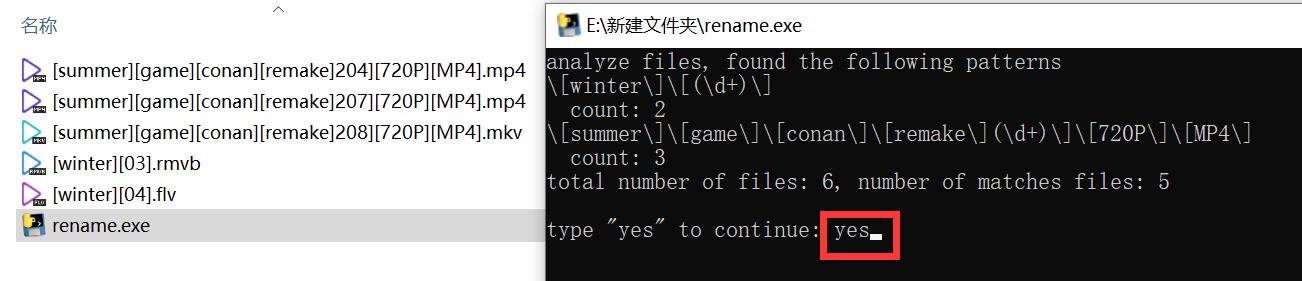 名称
[summer][game][conan][remake]204][720P][MP4].mp4
[summer][game][conan][remake]207][720P][MP4].mp4
[summer][game][conan][remake]208][720P][MP4].mkv
[winter][03].rmvb
[winter][04].flv
rename.exe
E:\新建文件夹\rename.exe
analyze files, found the following patterns
\[winter\]\[(\d+)\]
  count: 2
\[summer\]\[game\]\[conan\]\[remake\](\d+)\]\[720P\]\[MP4\]
  count: 3
total number of files: 6, number of matches files: 5
type "yes" to continue: yes